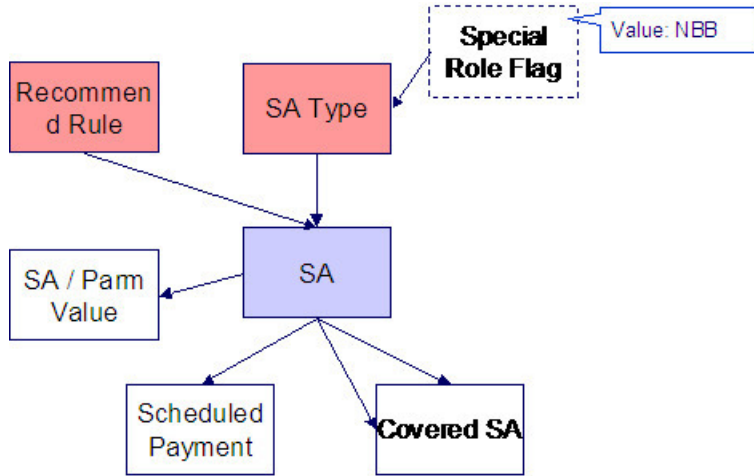 Special
Role Flag
Value: NBB
Recommen
d Rule
SA Type
SA
SA / Parm
Value
Scheduled
Payment
Covered SA